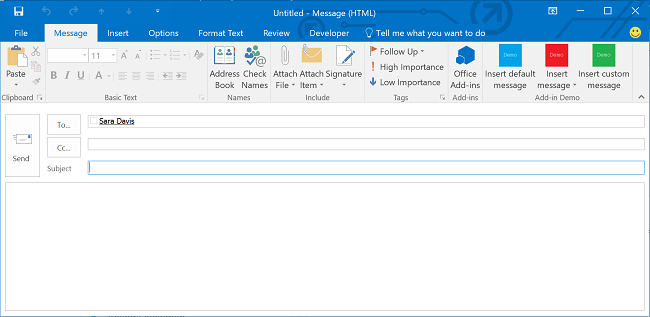 Untitled - Message (HTML)
File Message Insert Options Format Text Review Developer Tell me what you want to do
Paste
Clipboard
11
B I U A
Basic Text
Address Book
Check Names
Names
Attach File
Attach Item
Signature
Include
Follow Up
High Importance
Low Importance
Tags
Office Add-ins
Add-ins
Demo
Insert default message
Demo
Insert message
Demo
Insert custom message
Add-in Demo
Send
To...
Sara Davis
Cc...
Subject